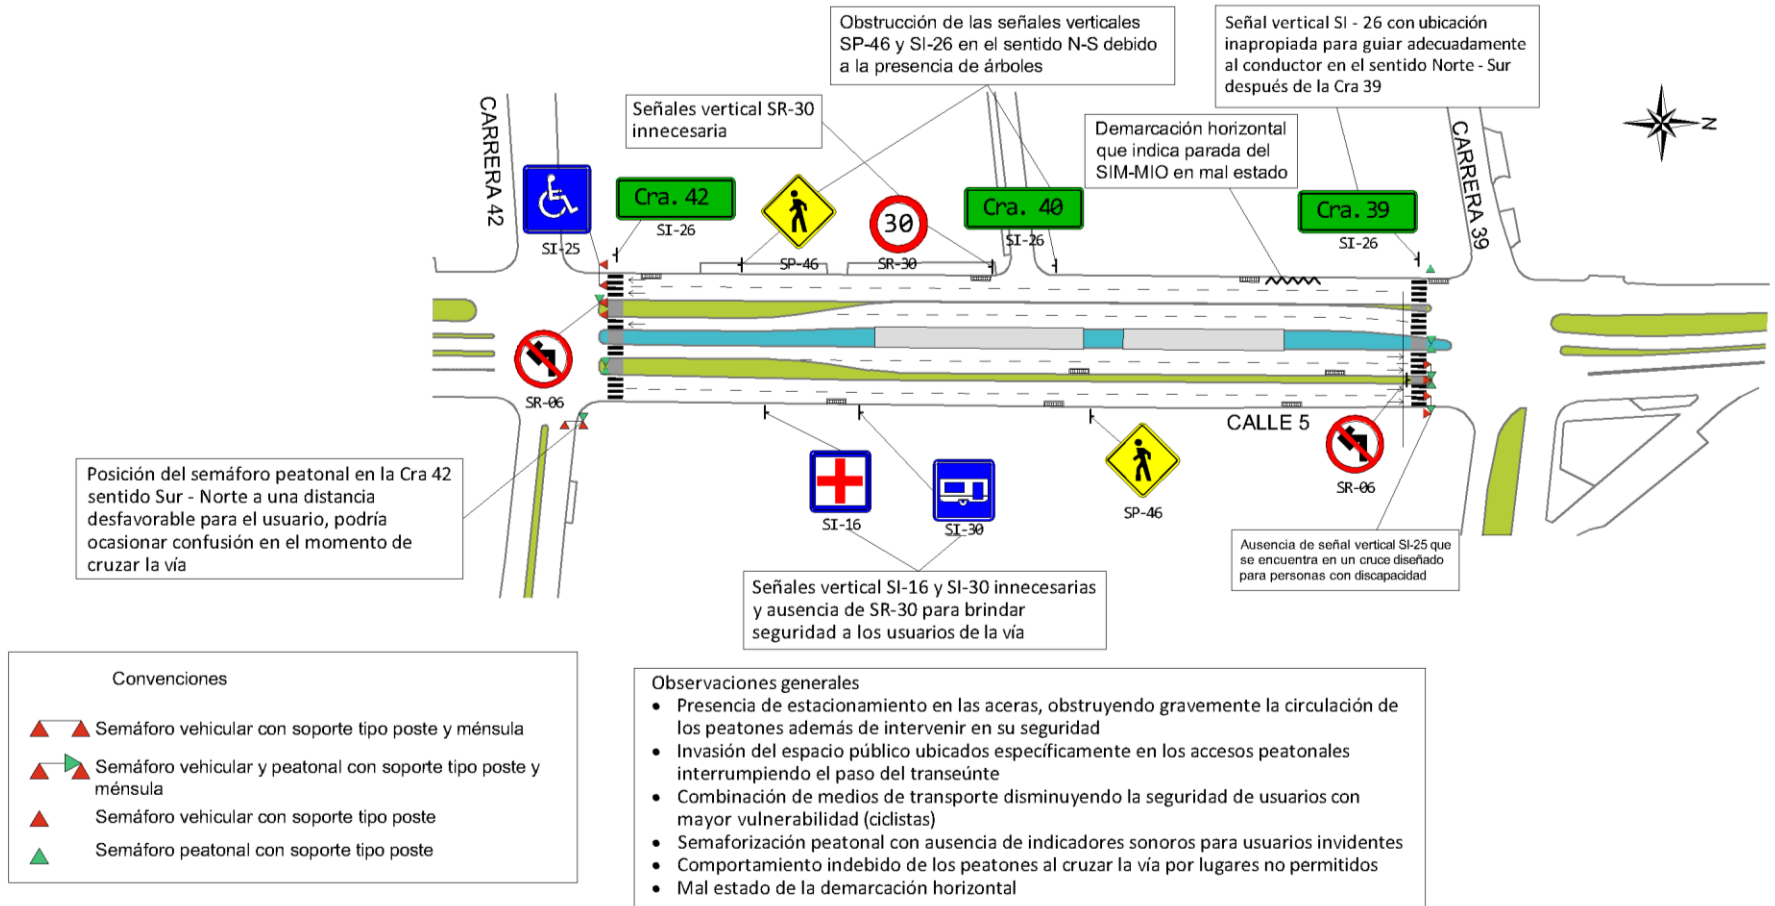 Obstrucción de las señales verticales
SP-46 y SI-26 en el sentido N-S debido
a la presencia de árboles
Señal vertical SI - 26 con ubicación
inapropiada para guiar adecuadamente
al conductor en el sentido Norte - Sur
después de la Cra 39
Señales vertical SR-30
innecesaria
Demarcación horizontal
que indica parada del
SIM-MIO en mal estado
N
CARRERA 42
CARRERA 39
SI-25
Cra. 42
SI-26
SP-46
30
SR-30
Cra. 40
SI-26
Cra. 39
SI-26
SR-06
CALLE 5
SR-06
SI-16
SI-30
SP-46
Posición del semáforo peatonal en la Cra 42
sentido Sur - Norte a una distancia
desfavorable para el usuario, podría
ocasionar confusión en el momento de
cruzar la vía
Ausencia de señal vertical SI-25 que
se encuentra en un cruce diseñado
para personas con discapacidad
Señales vertical SI-16 y SI-30 innecesarias
y ausencia de SR-30 para brindar
seguridad a los usuarios de la vía
Convenciones
Semáforo vehicular con soporte tipo poste y ménsula
Semáforo vehicular y peatonal con soporte tipo poste y
ménsula
Semáforo vehicular con soporte tipo poste
Semáforo peatonal con soporte tipo poste
Observaciones generales
• Presencia de estacionamiento en las aceras, obstruyendo gravemente la circulación de
los peatones además de intervenir en su seguridad
• Invasión del espacio público ubicados específicamente en los accesos peatonales
interrumpiendo el paso del transeúnte
• Combinación de medios de transporte disminuyendo la seguridad de usuarios con
mayor vulnerabilidad (ciclistas)
• Semaforización peatonal con ausencia de indicadores sonoros para usuarios invidentes
• Comportamiento indebido de los peatones al cruzar la vía por lugares no permitidos
• Mal estado de la demarcación horizontal